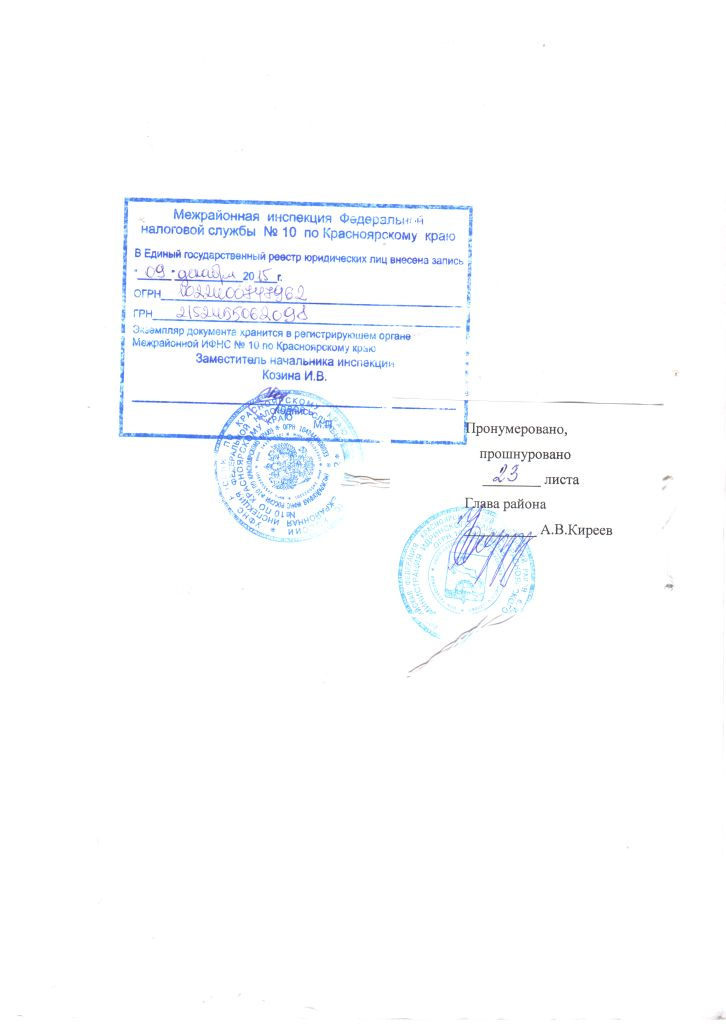 Межрайонная инспекция Федеральной
налоговой службы № 10 по Красноярскому краю
В Единый государственный реестр юридических лиц внесена запись
"09" декабря 2015 г.
ОГРН 1022400747962
ГРН 2152455062098
Экземпляр документа хранится в регистрирующем органе
Межрайонной ИФНС № 10 по Красноярскому краю
Заместитель начальника инспекции
Козина И.В.
подпись
М.П.
Пронумеровано,
прошнуровано
23 листа
Глава района
А.В.Киреев